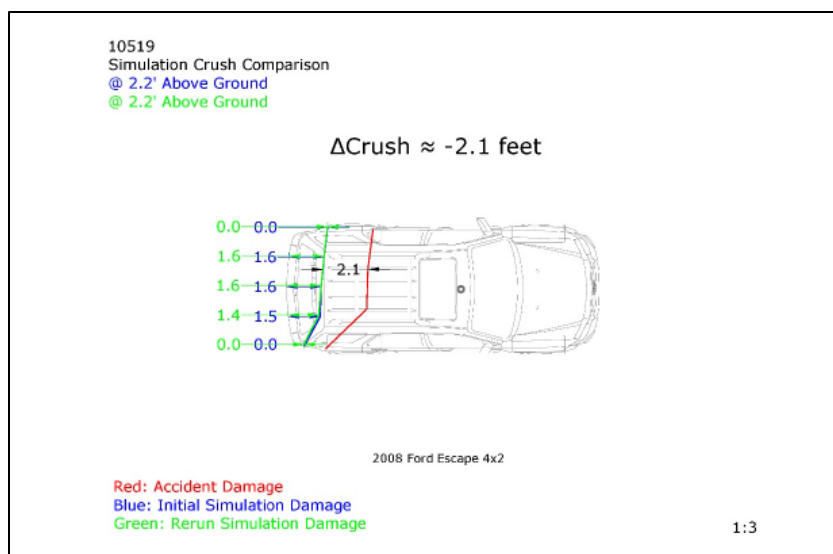 10519
Simulation Crush Comparison
@ 2.2' Above Ground
@ 2.2' Above Ground
ΔCrush ≈ -2.1 feet
0.0 0.0
1.6 1.6
2.1
1.6 1.6
1.4 1.5
0.0 0.0
2008 Ford Escape 4x2
Red: Accident Damage
Blue: Initial Simulation Damage
Green: Rerun Simulation Damage
1:3